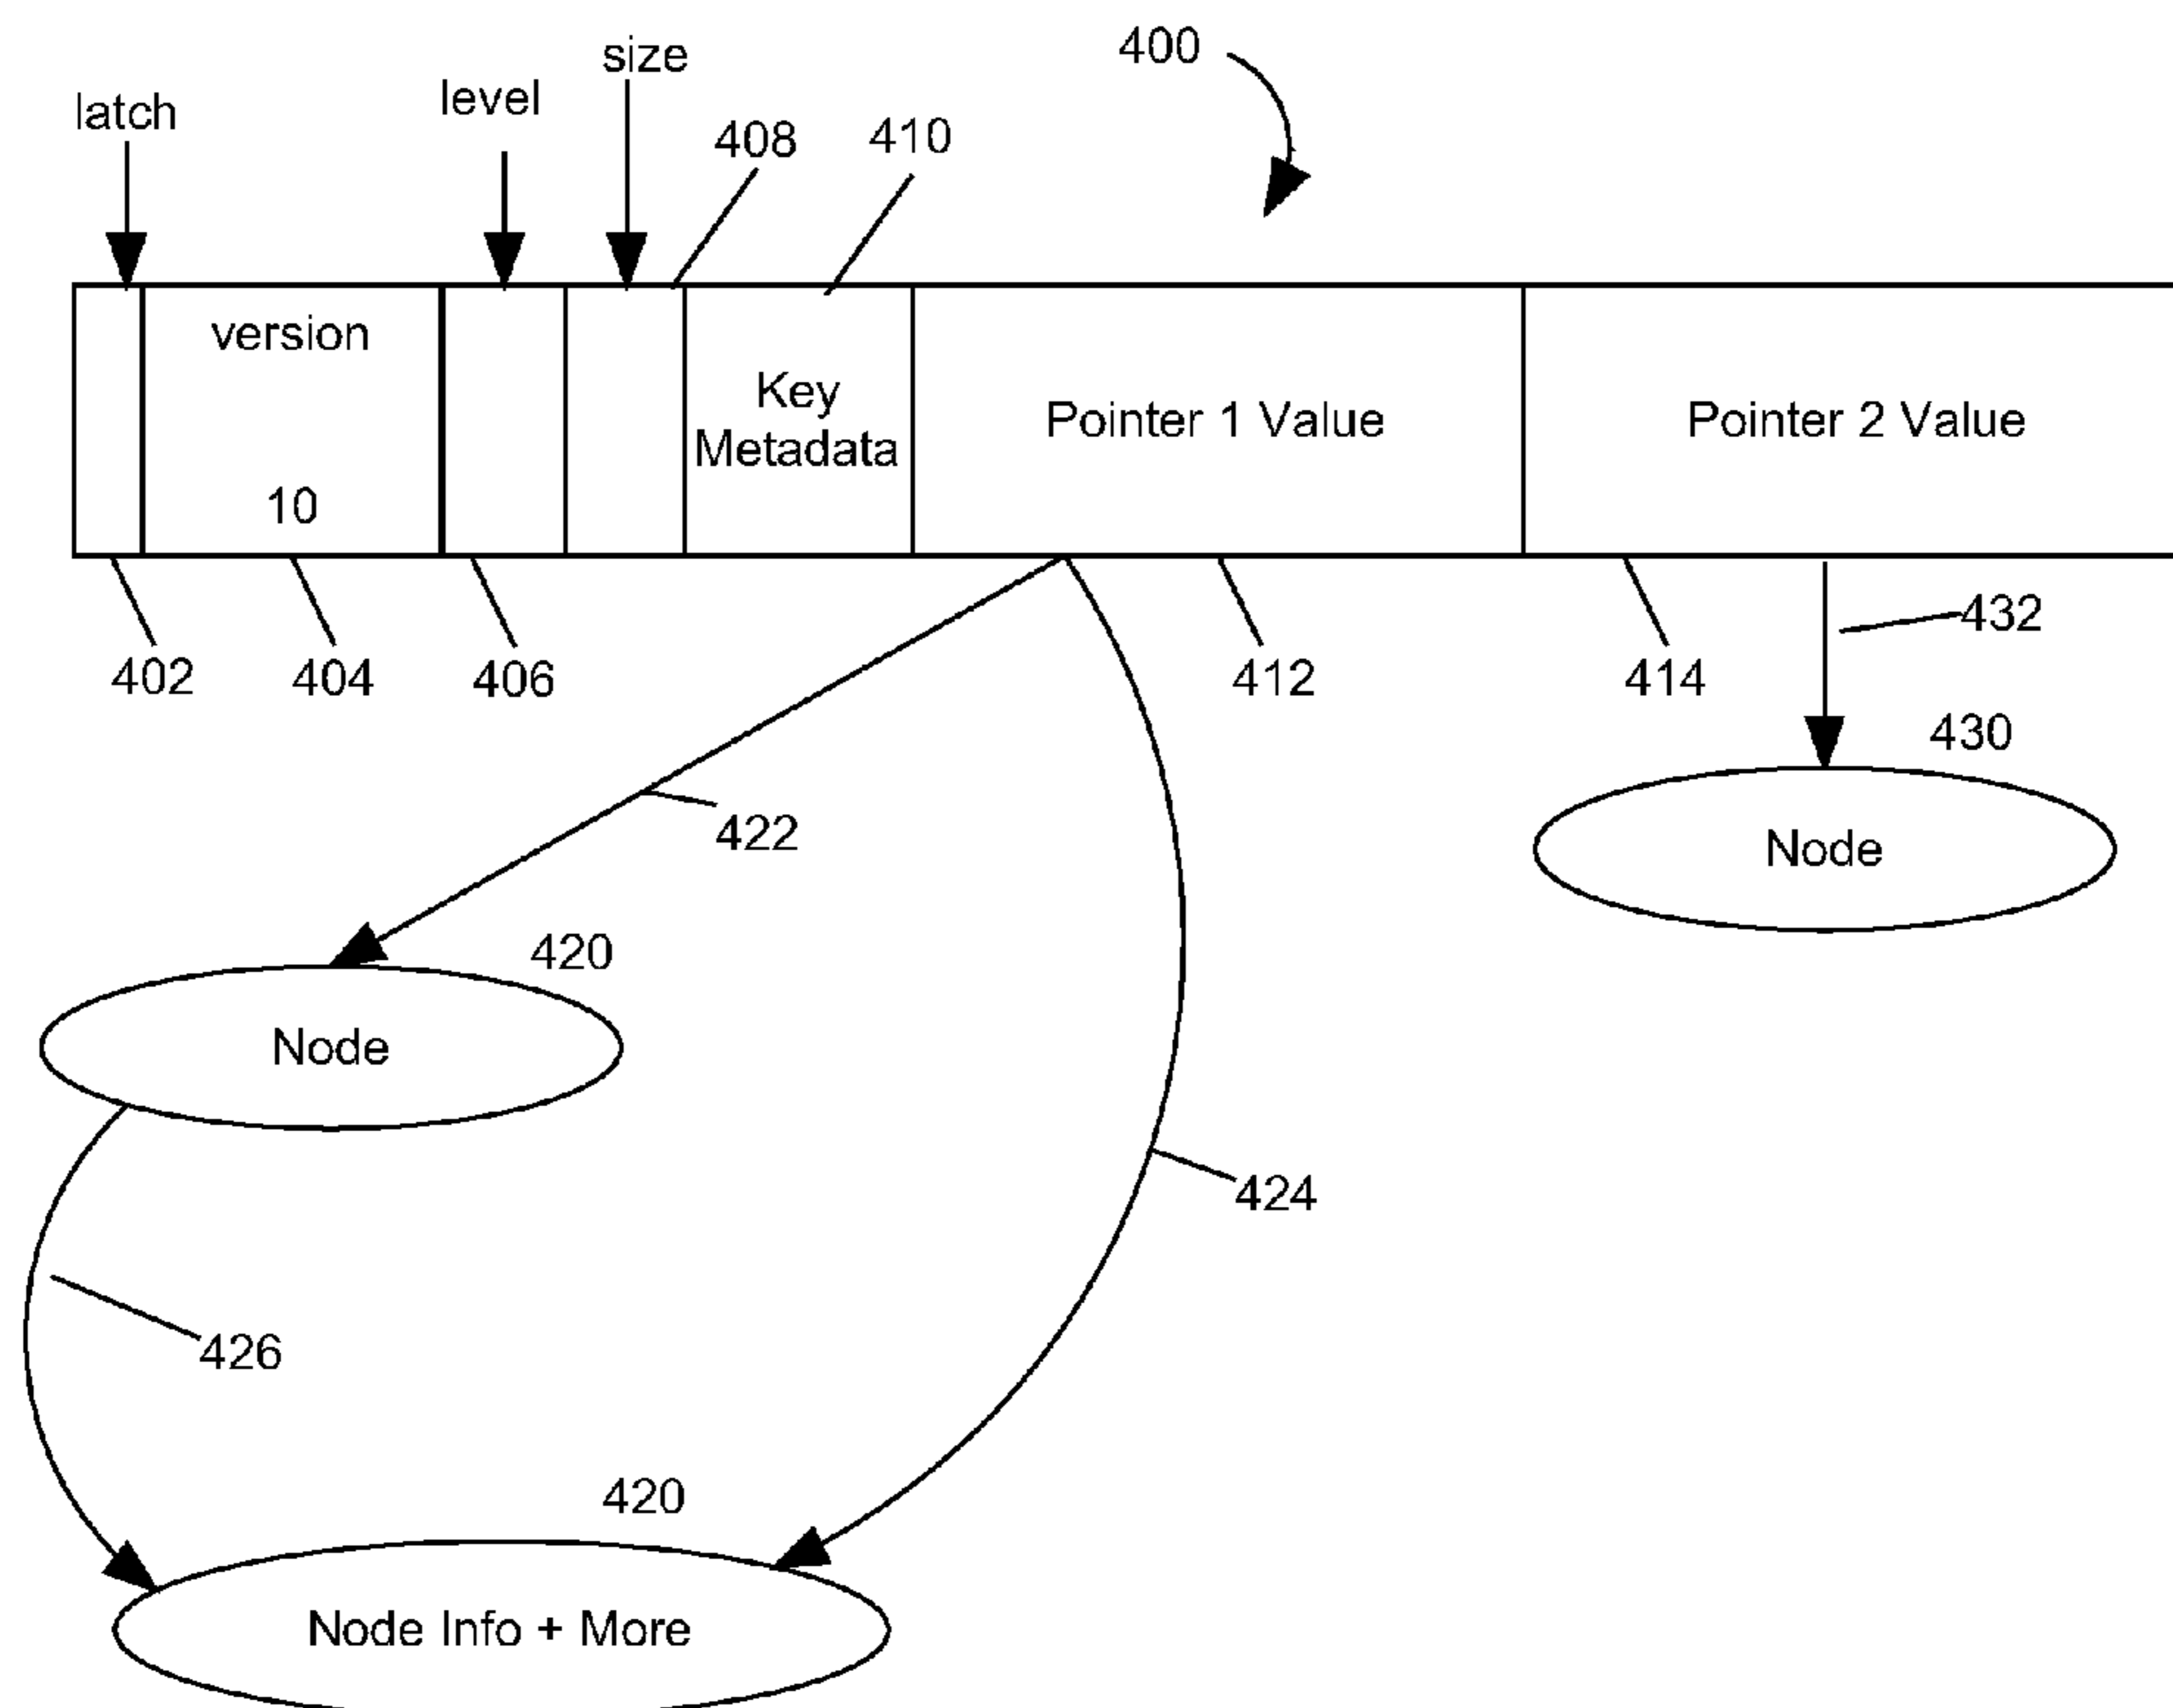 size
400
level
latch
408
410
version
Key
Metadata
Pointer 1 Value
Pointer 2 Value
10
432
402
404
406
412
414
430
422
Node
420
Node
424
426
420
Node Info + More